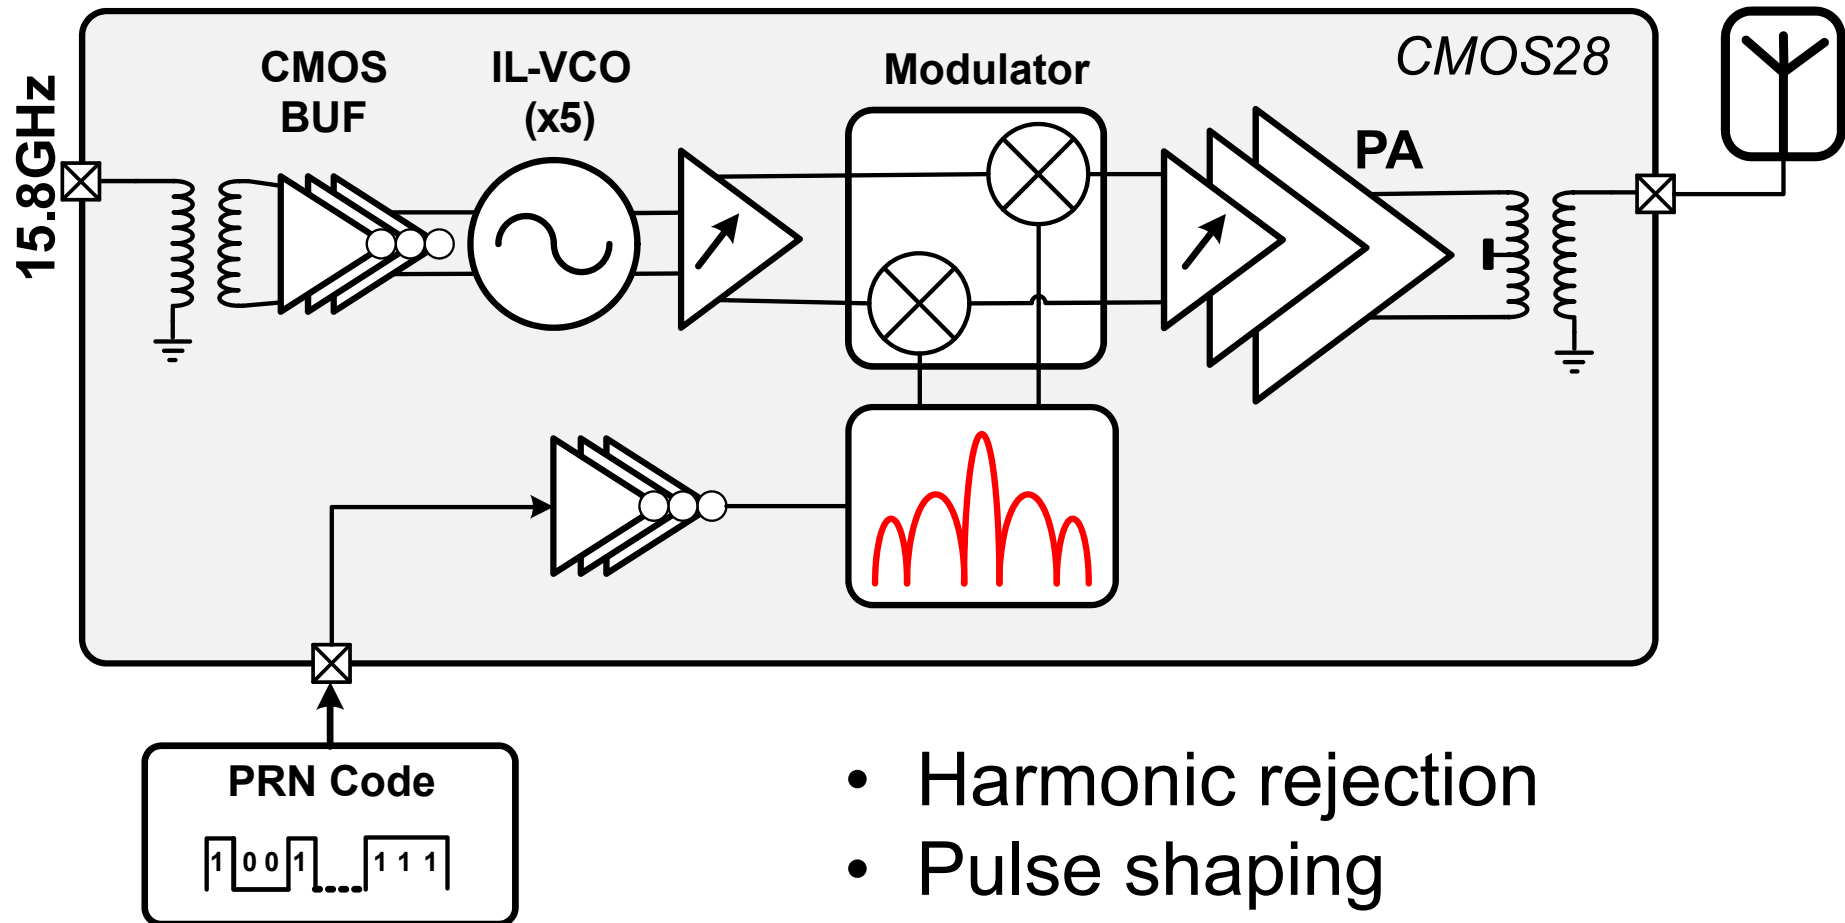 CMOS28
CMOS
BUF
IL-VCO
(x5)
Modulator
PA
15.8GHz
PRN Code
1 0 0 1 1 1 1
• Harmonic rejection
• Pulse shaping